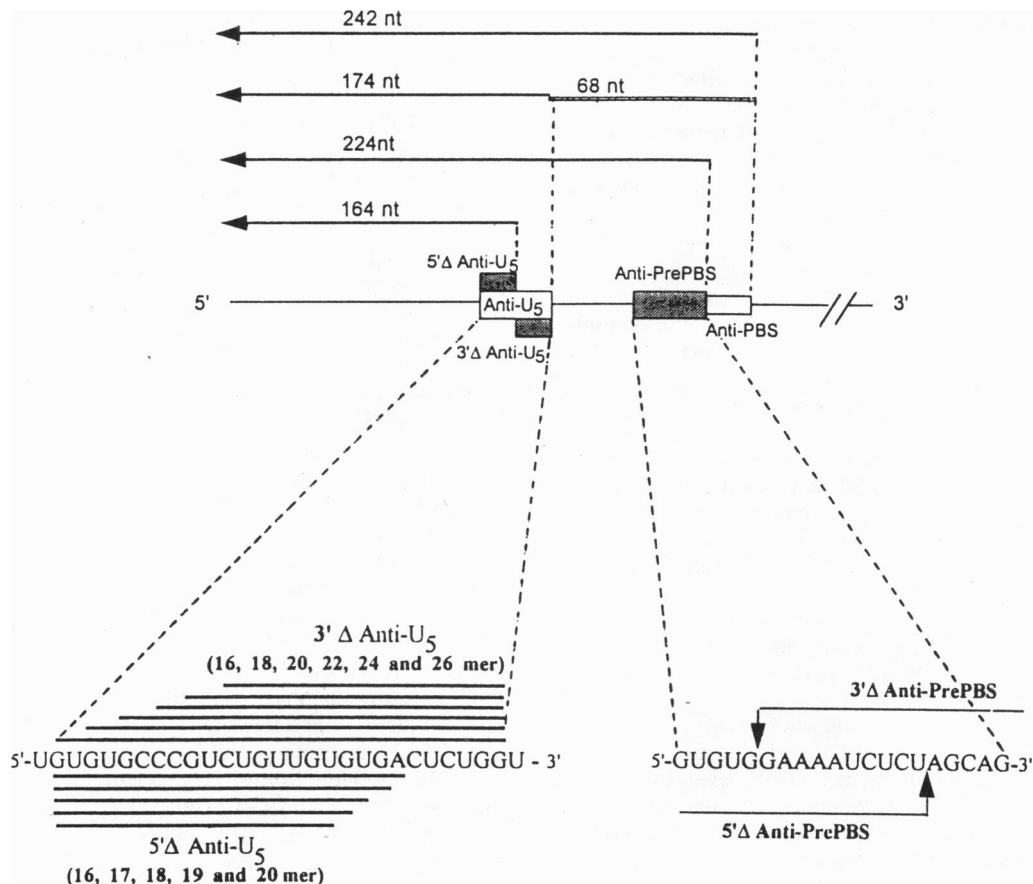 242 nt
174 nt
68 nt
224nt
164 nt
5'Δ Anti-U5
Anti-PrePBS
5'
Anti-U5
3'
Anti-PBS
3'Δ Anti-U5
3' Δ Anti-U5
(16, 18, 20, 22, 24 and 26 mer)
3'Δ Anti-PrePBS
5'-UGUGUGCCCGUCUGUUGUGUGACUCUGGU - 3'
5'-GUGUGGAAAAUCUCUAGCAG-3'
5'Δ Anti-PrePBS
5'Δ Anti-U5
(16, 17, 18, 19 and 20 mer)